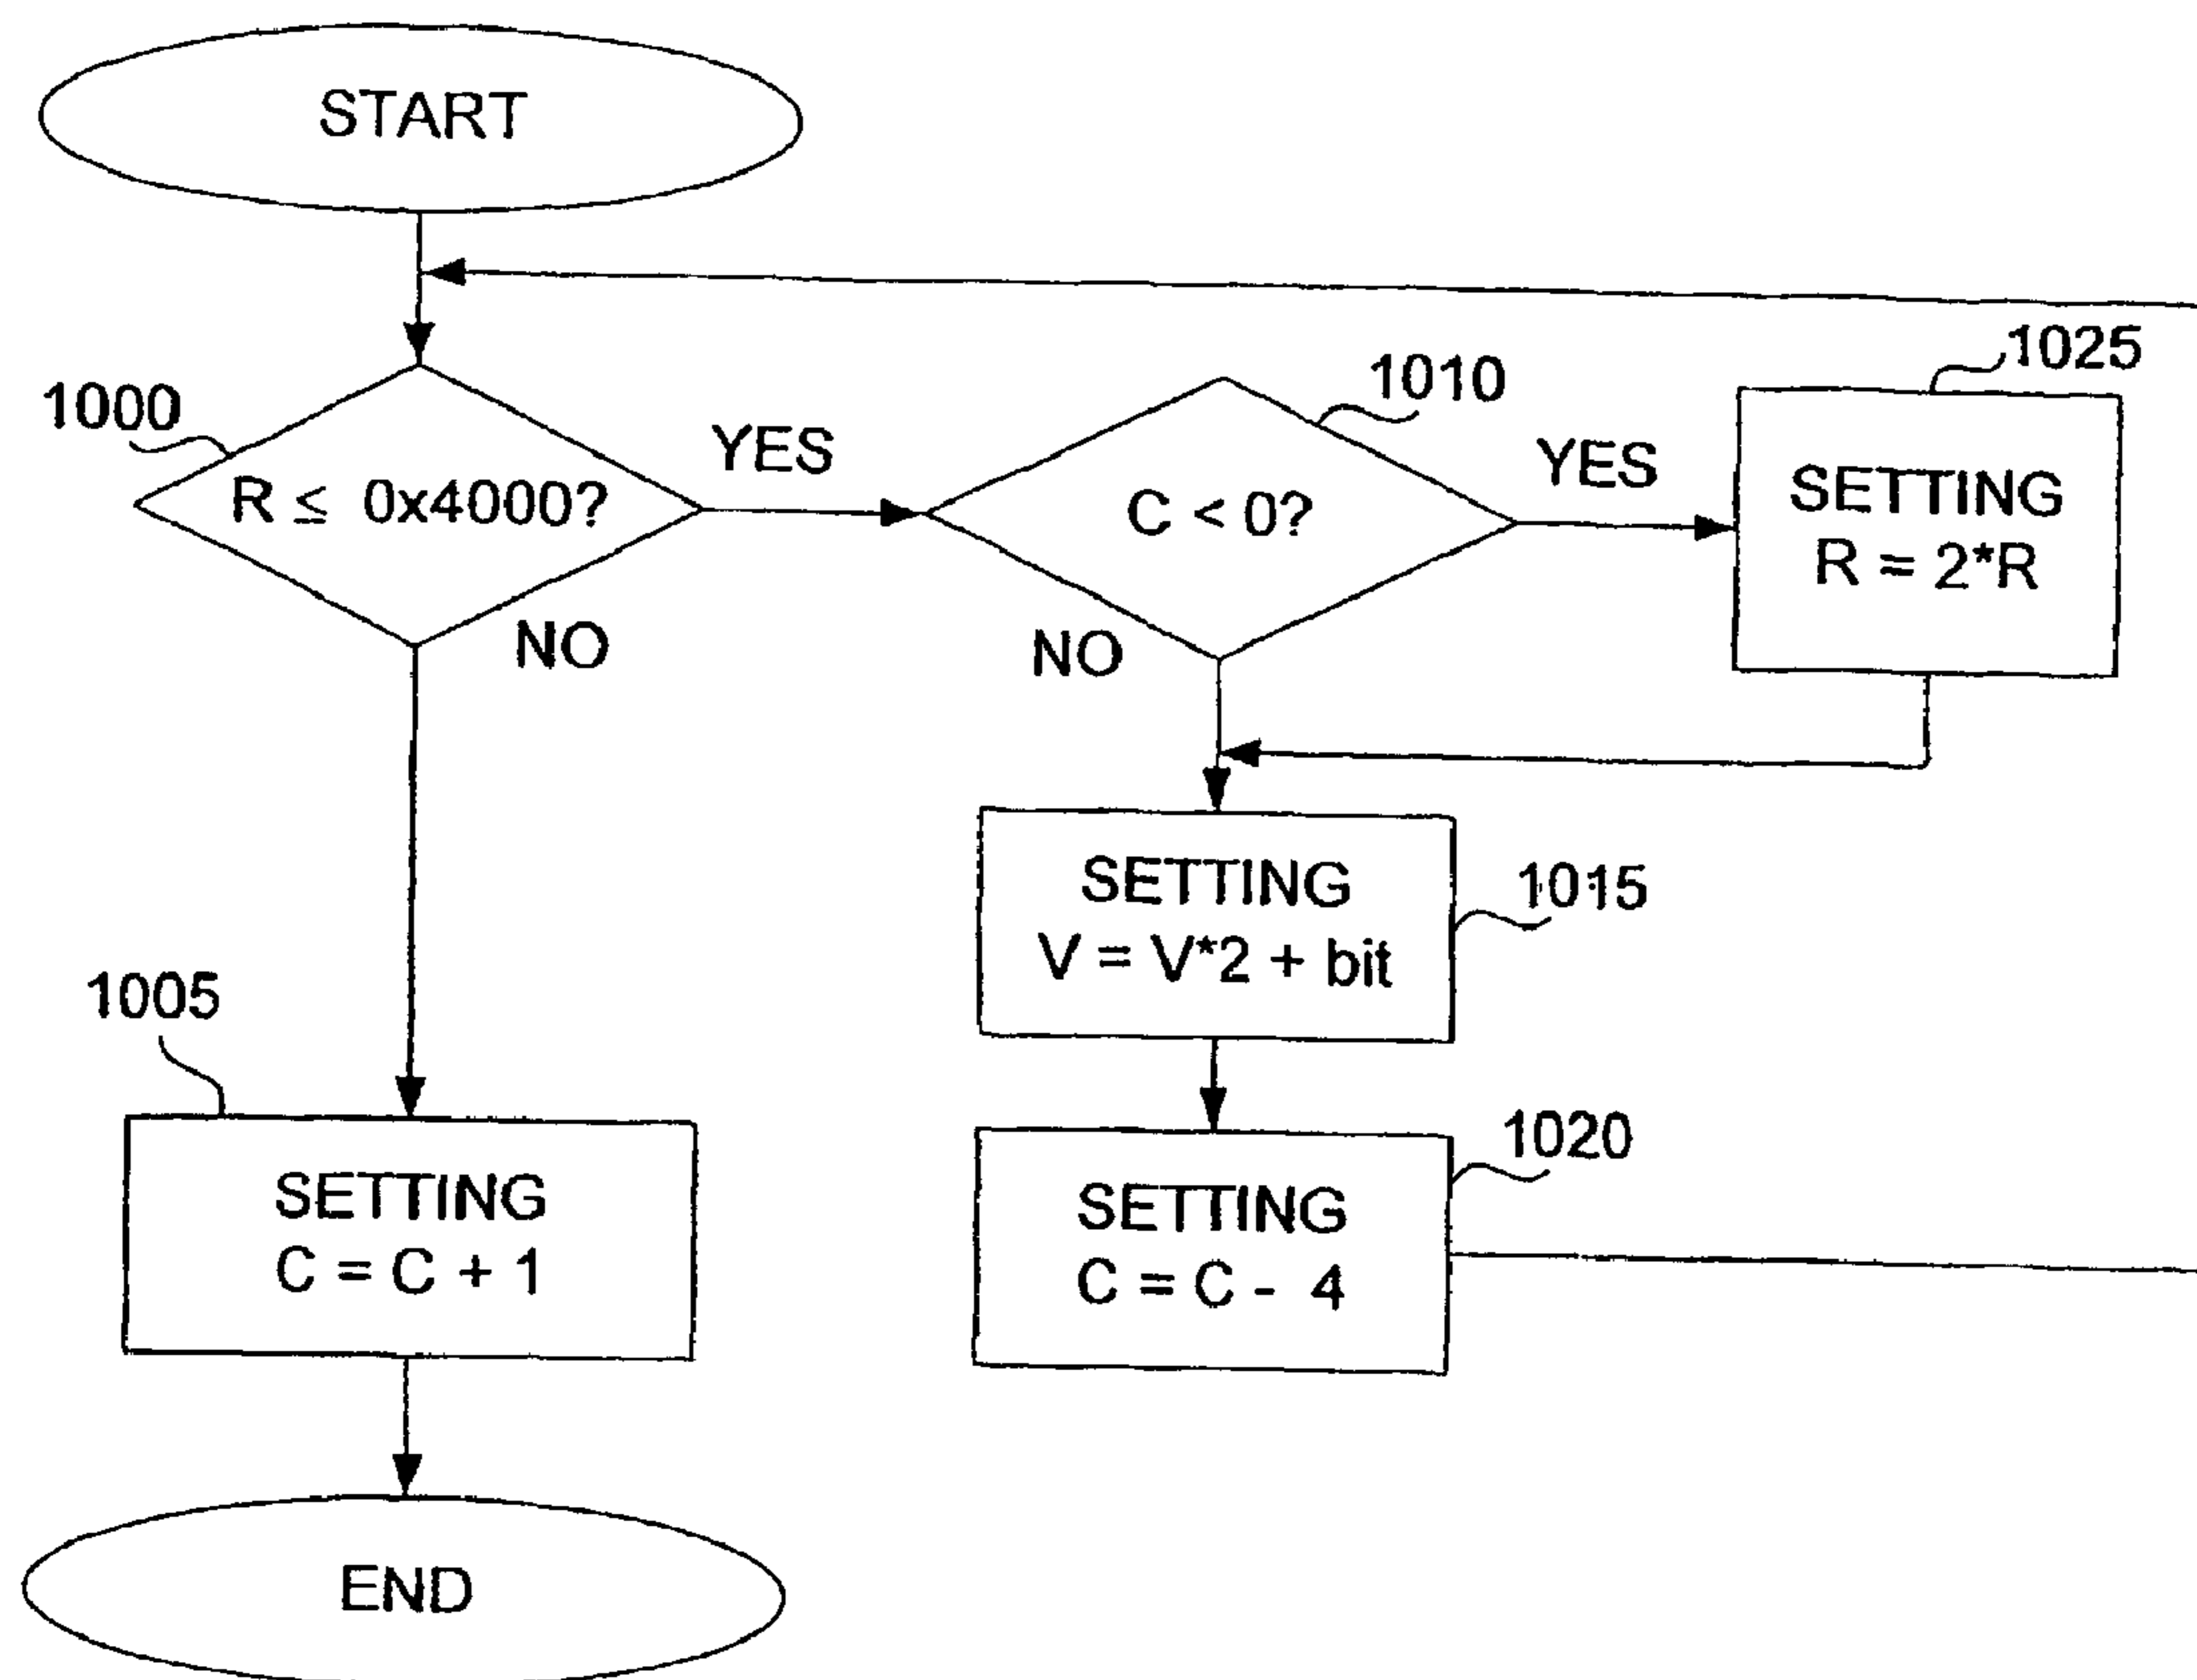 START
1000
R ≤ 0x4000?
YES
NO
1010
C < 0?
YES
NO
1025
SETTING
R = 2*R
SETTING
V = V*2 + bit
1015
1005
SETTING
C = C + 1
SETTING
C = C - 4
1020
END